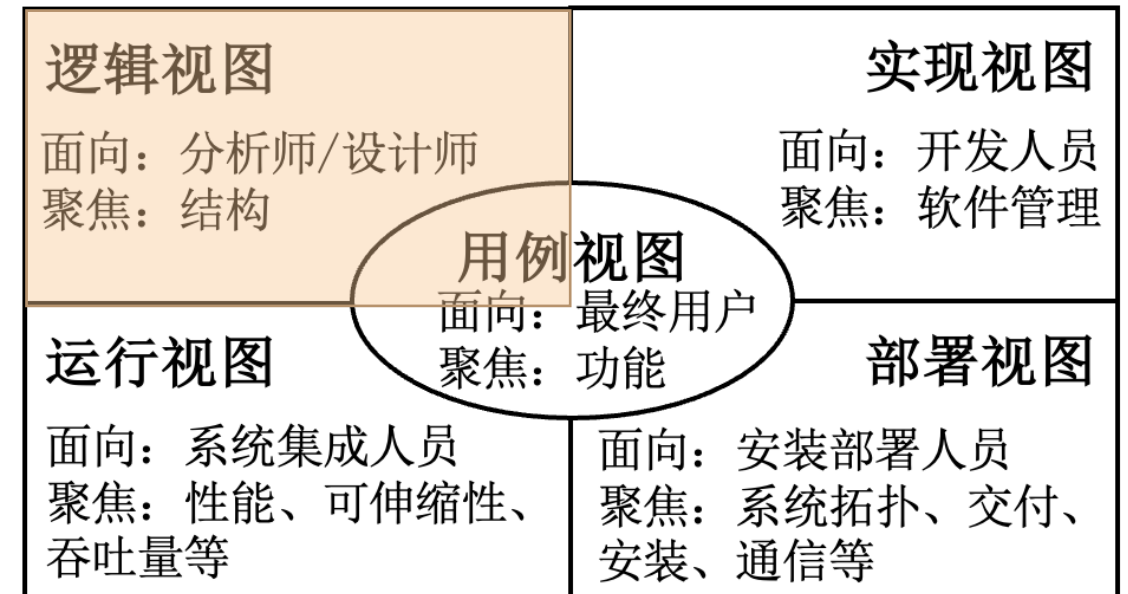 逻辑视图
面向：分析师/设计师
聚焦：结构
实现视图
面向：开发人员
聚焦：软件管理
用例视图
面向：最终用户
聚焦：功能
运行视图
面向：系统集成人员
聚焦：性能、可伸缩性、
吞吐量等
部署视图
面向：安装部署人员
聚焦：系统拓扑、交付、
安装、通信等